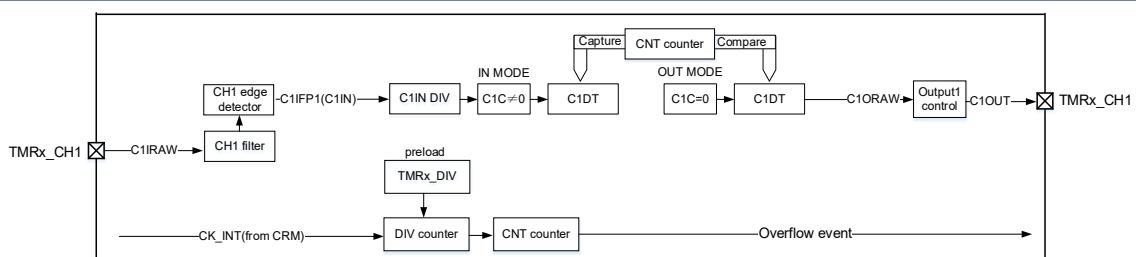 Capture
CNT counter
Compare
IN MODE
OUT MODE
CH1 edge
detector
C1IFP1(C1IN)
C1IN DIV
C1C≠0
C1DT
C1C=0
C1DT
C1ORAW
Output1
control
C1OUT
TMRx_CH1
TMRx_CH1
C1IRAW
CH1 filter
preload
TMRx_DIV
CK_INT(from CRM)
DIV counter
CNT counter
Overflow event